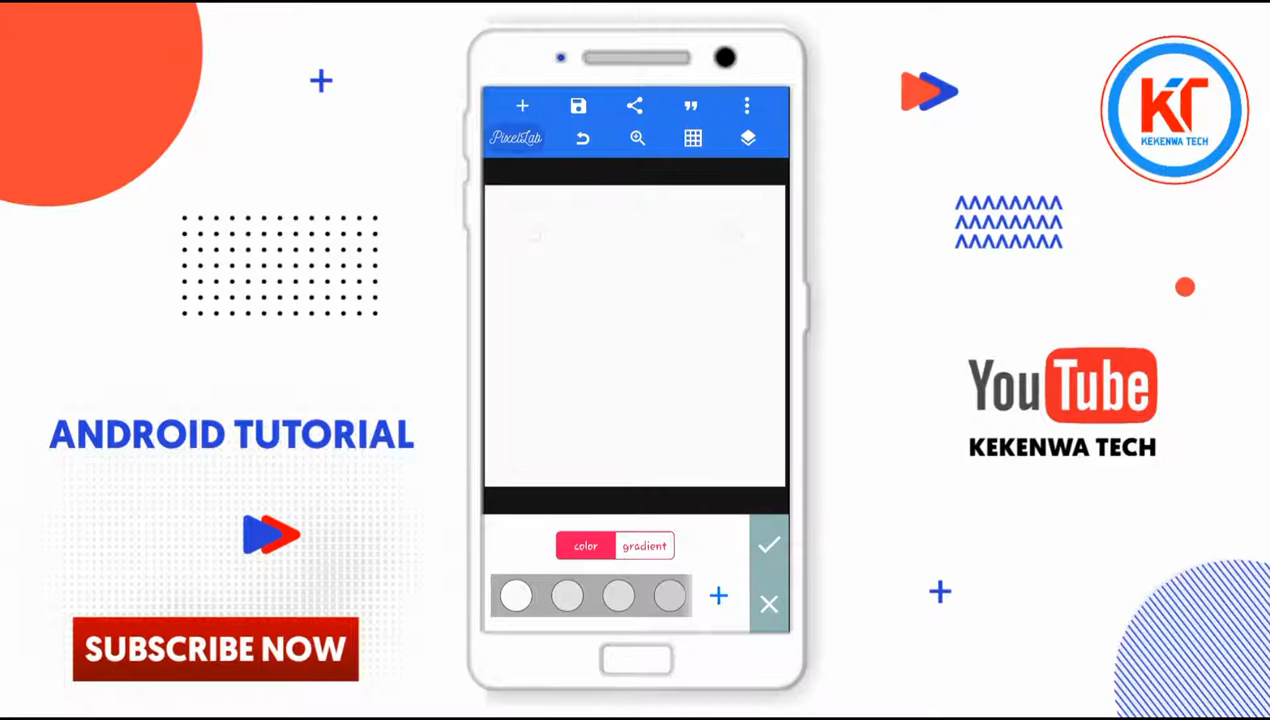 PixelLab
color
gradient
ANDROID TUTORIAL
SUBSCRIBE NOW
KT
KEKENWA TECH
YouTube
KEKENWA TECH